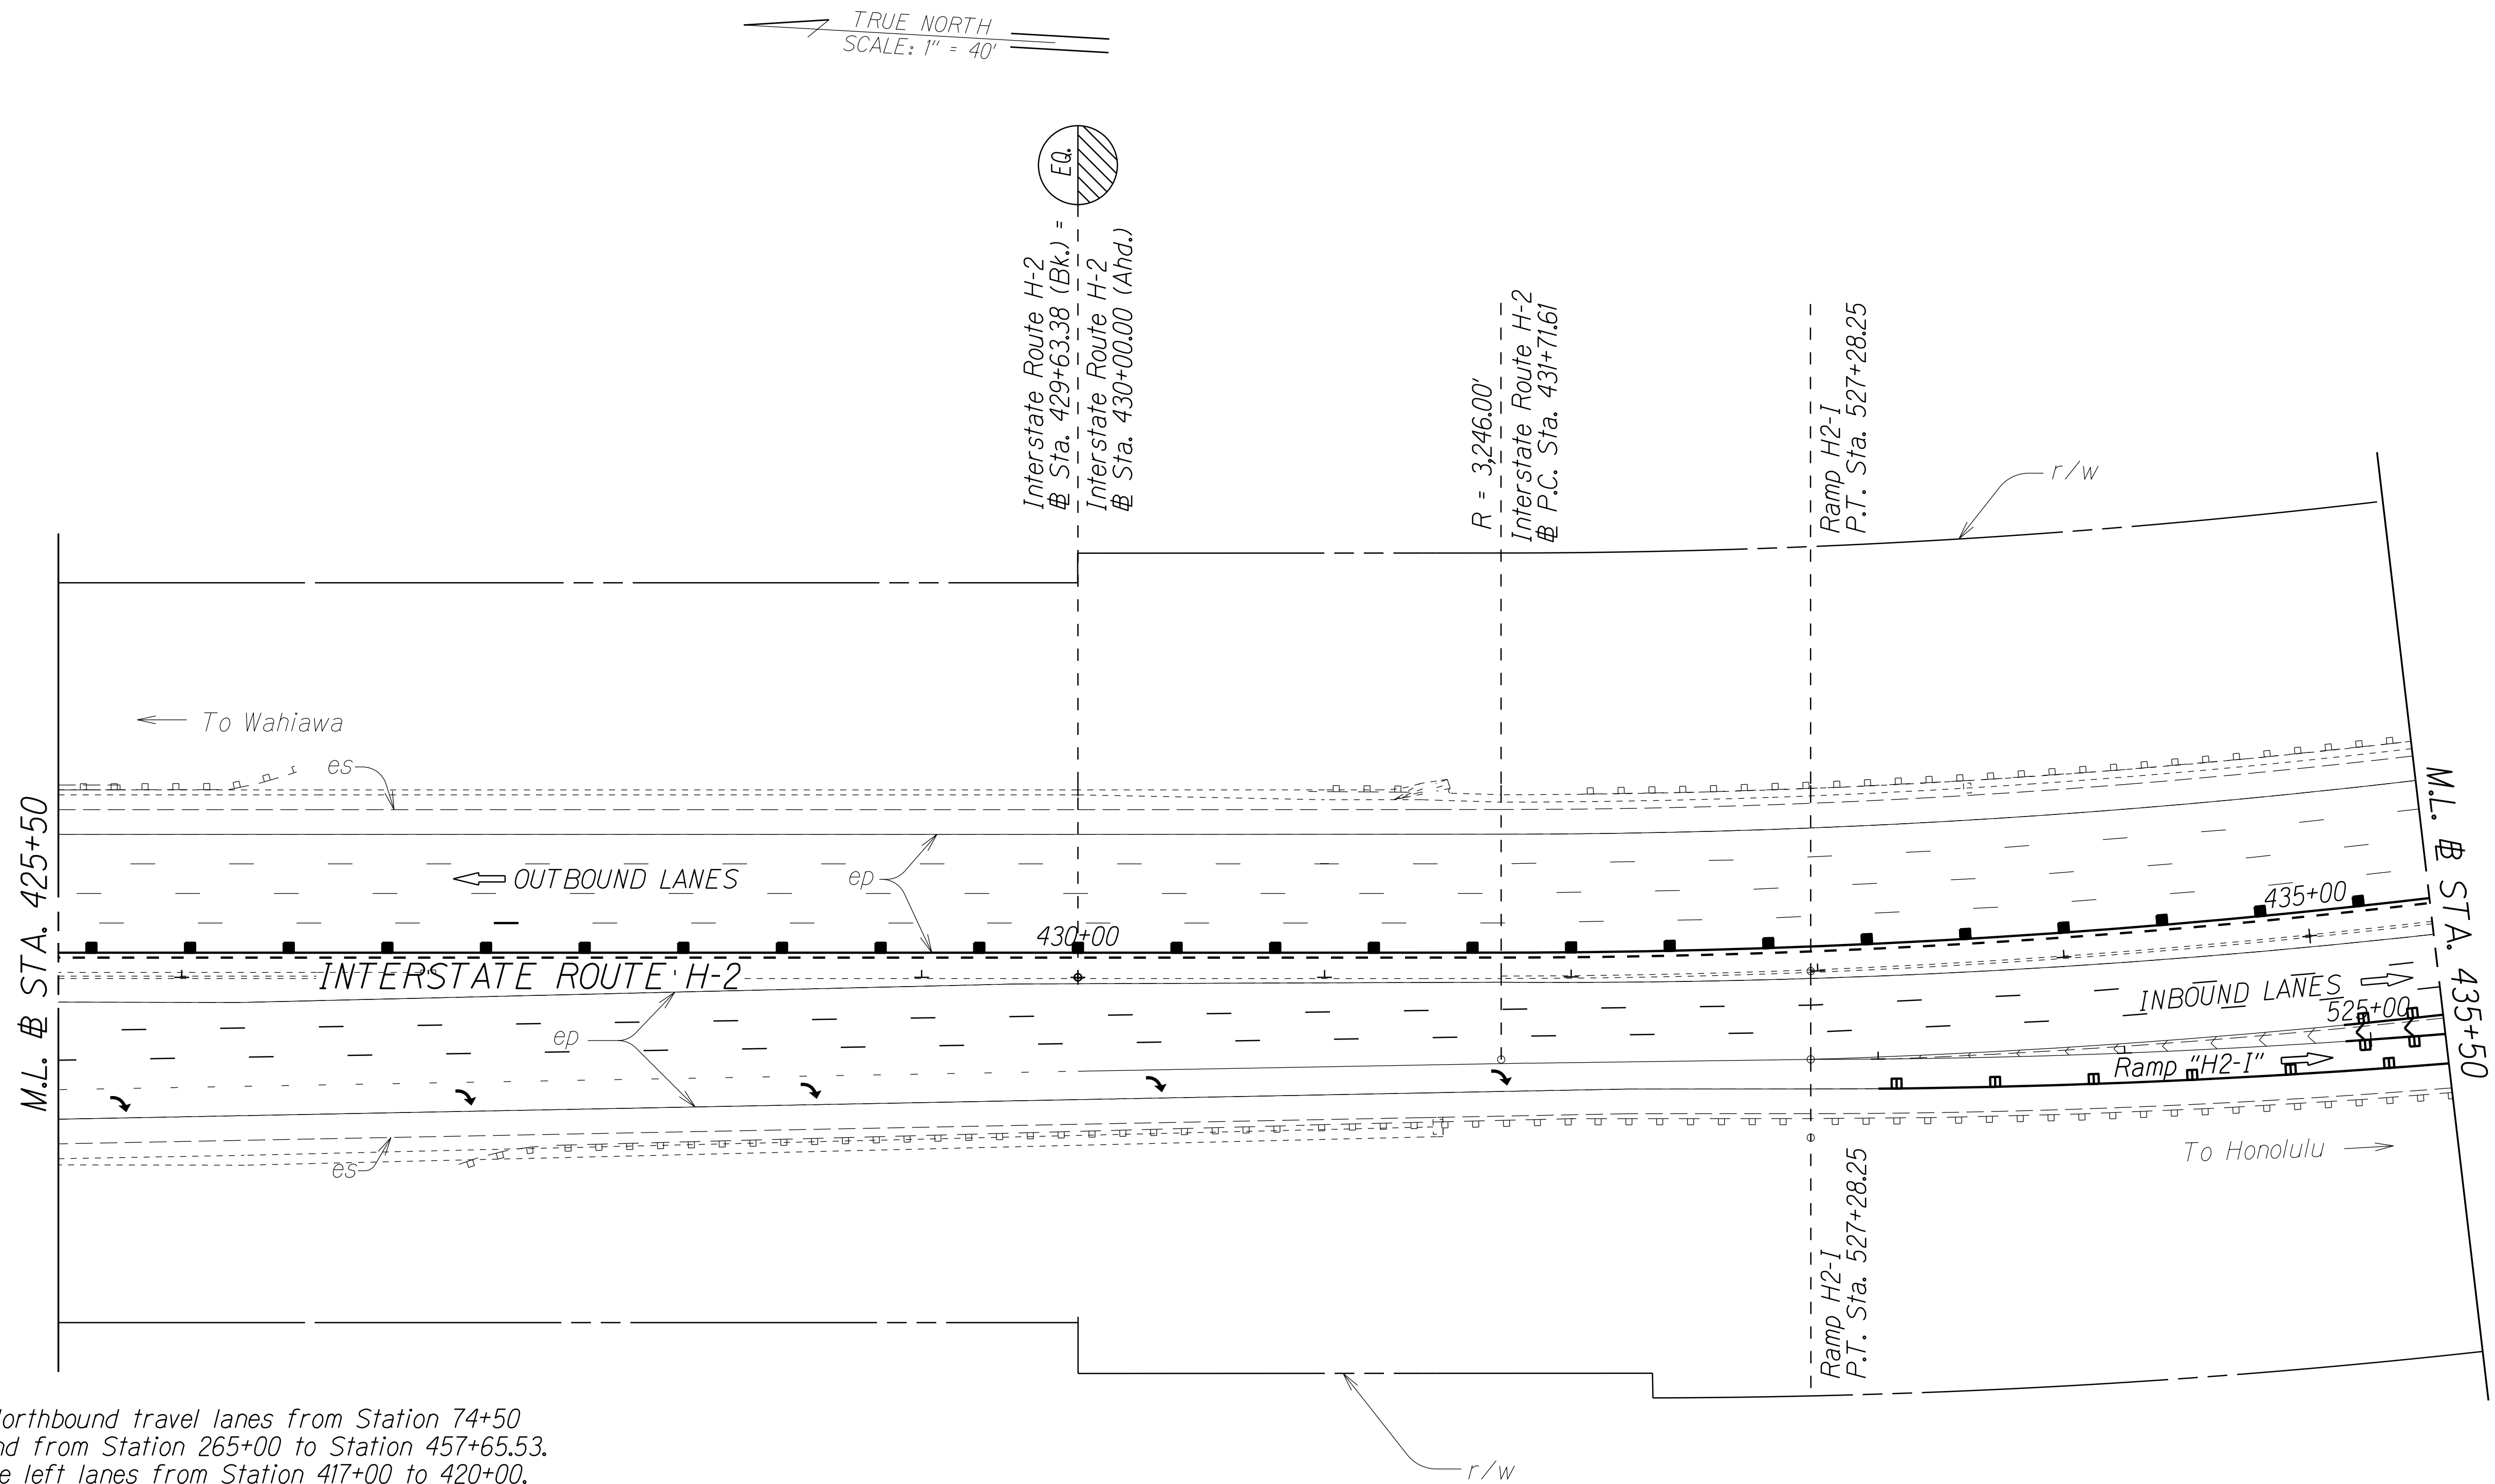 TRUE NORTH
SCALE: 1" = 40'
EQ.
Interstate Route H-2
℄ Sta. 429+63.38 (Bk.) =
Interstate Route H-2
℄ Sta. 430+00.00 (Ahd.)
R = 3,246.00'
Interstate Route H-2
℄ P.C. Sta. 431+71.61
Ramp H2-I
P.T. Sta. 527+28.25
r/w
To Wahiawa
es
M.L. ℄ STA. 425+50
OUTBOUND LANES
ep
430+00
435+00
M.L. ℄ STA. 435+50
INTERSTATE ROUTE H-2
INBOUND LANES
525+00
ep
Ramp "H2-I"
es
To Honolulu
Ramp H2-I
P.T. Sta. 527+28.25
r/w
travel lanes from Station 74+50
from Station 265+00 to Station 457+65.53.
left lanes from Station 417+00 to 420+00.